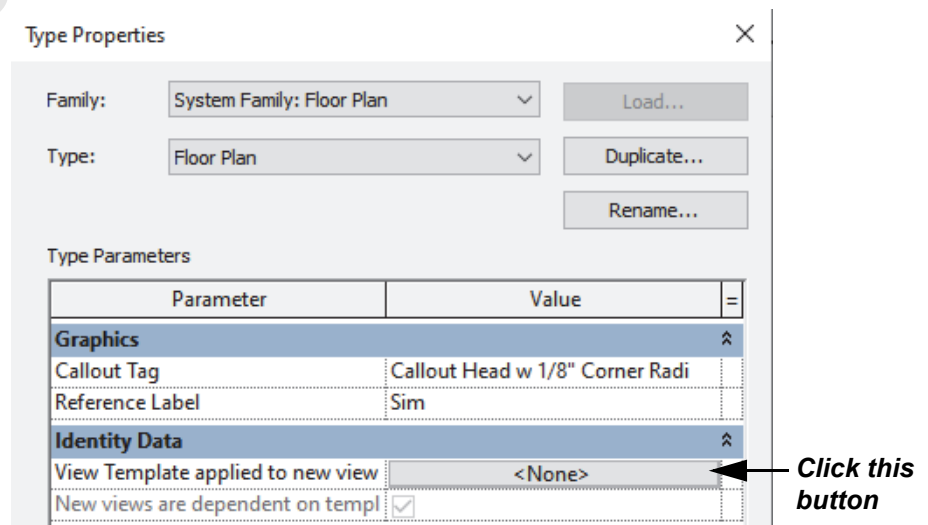 Type Properties
Family: System Family: Floor Plan Load...
Type: Floor Plan Duplicate...
Rename...
Type Parameters
Parameter Value =
Graphics
Callout Tag Callout Head w 1/8" Corner Radi
Reference Label Sim
Identity Data
View Template applied to new view <None>
New views are dependent on templ
Click this
button